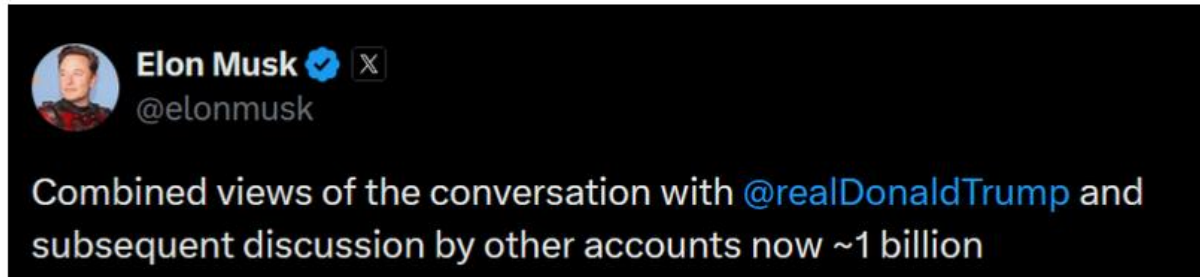 Elon Musk
@elonmusk
Combined views of the conversation with @realDonaldTrump and
subsequent discussion by other accounts now ~1 billion